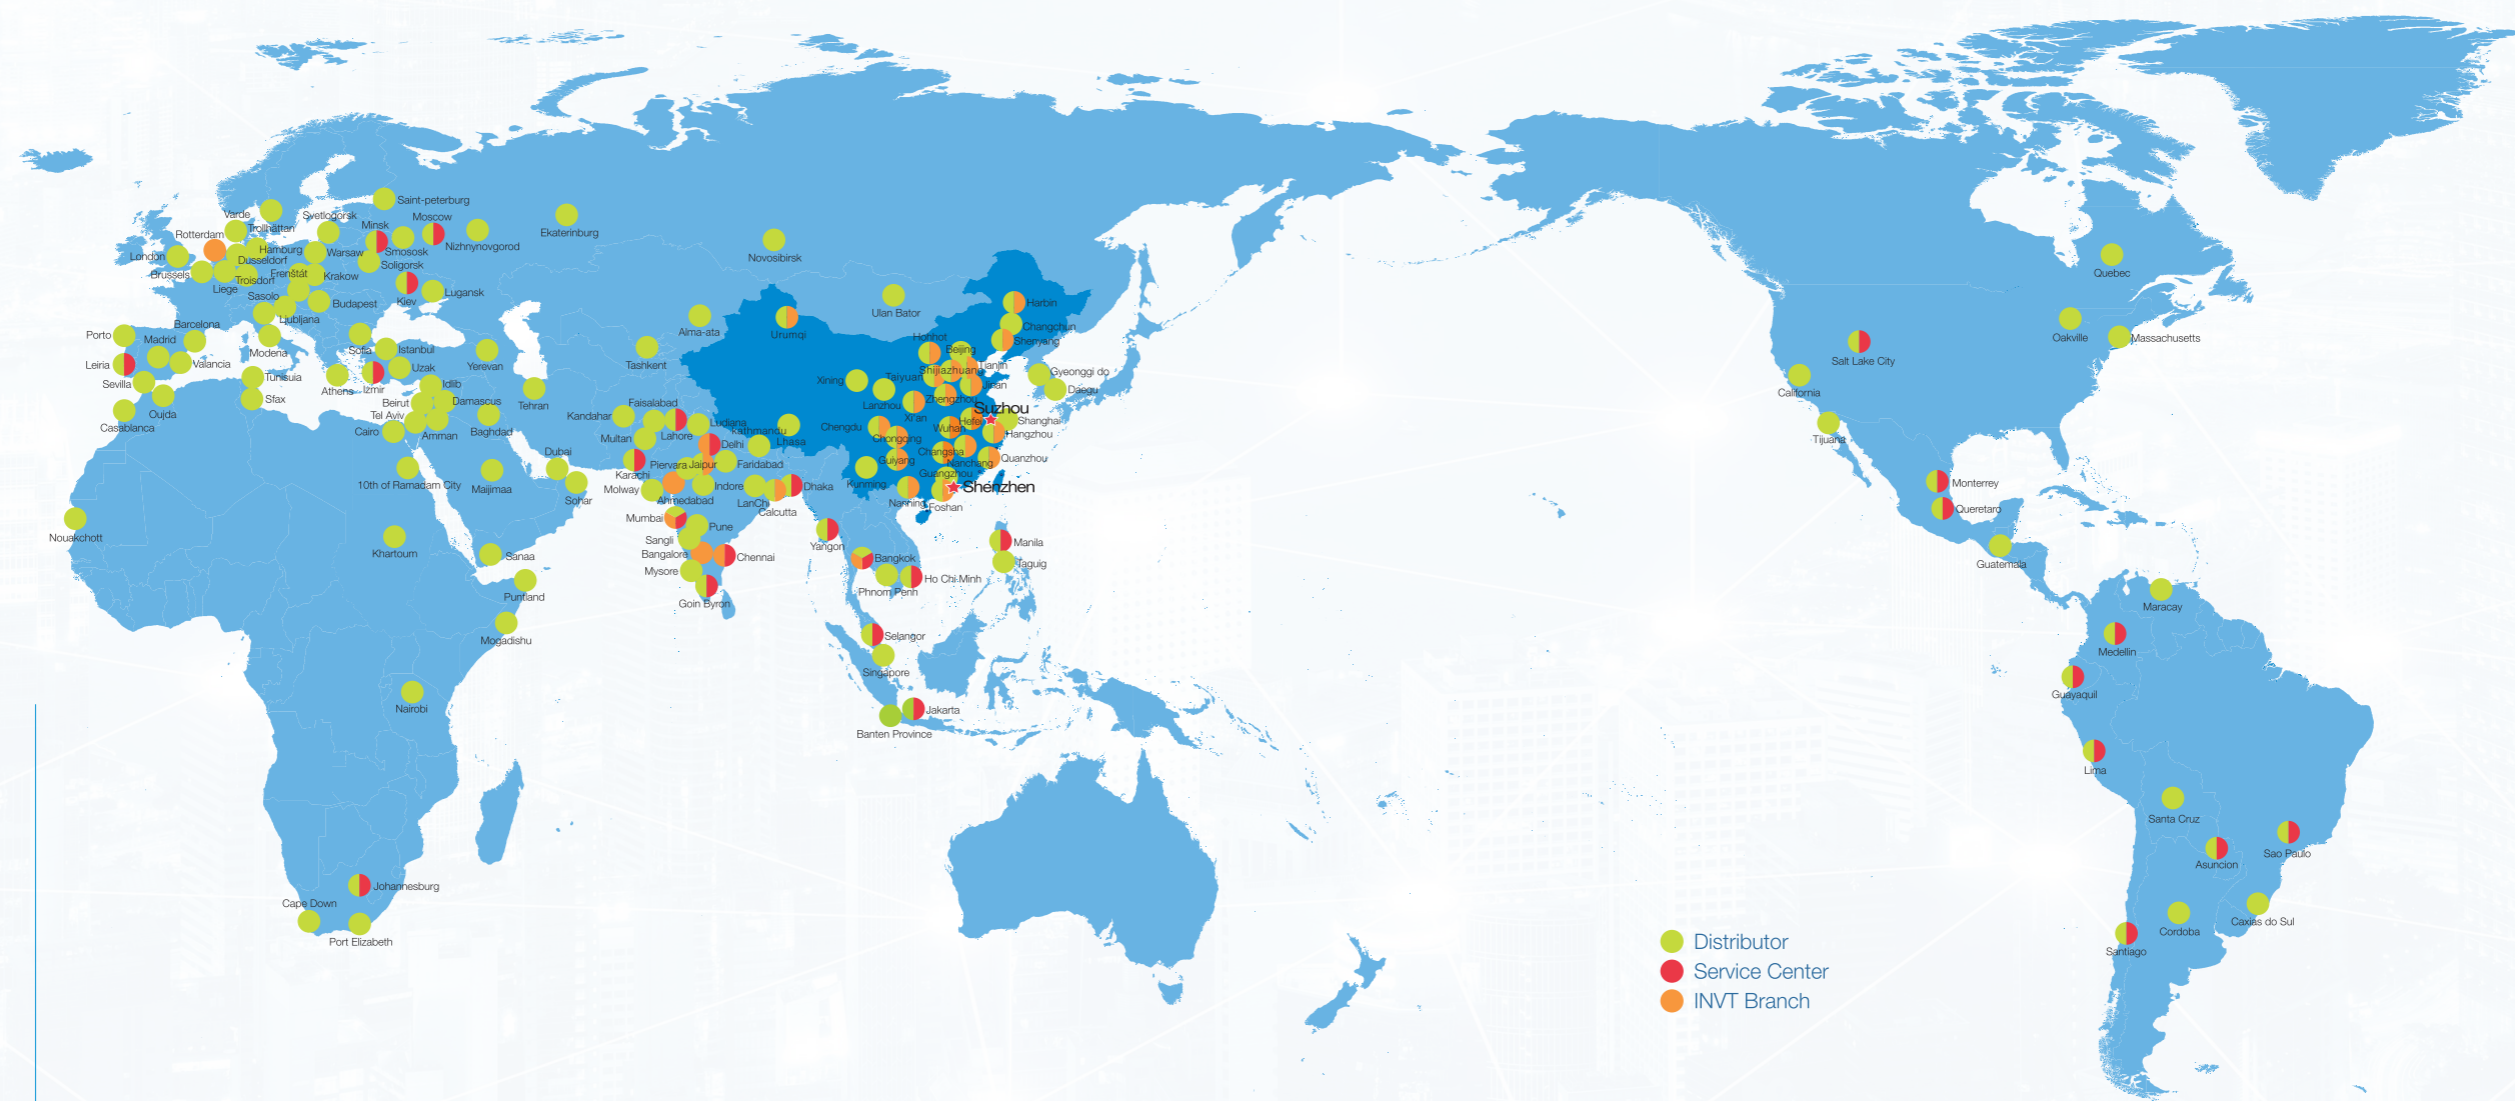 Saint-peterburg
Varde
Svetlogorsk
Moscow
Trollhattan
Minsk
Rotterdam
Ekaterinburg
Nizhnynovgorod
Hamburg
Warsaw
Smososk
London
Dusseldorf
Soligorsk
Novosibirsk
Brussels
Frenštát
Krakow
Troisdorf
Liege
Lugansk
Sasolo
Kiev
Budapest
Ljubljana
Barcelona
Porto
Madrid
Modena
Sofia
Istanbul
Leiria
Valancia
Yerevan
Uzak
Sevilla
Tunisuia
Athens
Izmir
Idlib
Sfax
Oujda
Beirut
Damascus
Tehran
Casablanca
Tel Aviv
Cairo
Amman
Baghdad
Dubai
10th of Ramadam City
Maijimaa
Sohar
Nouakchott
Khartoum
Sanaa
Puntland
Mogadishu
Nairobi
Johannesburg
Cape Down
Port Elizabeth
Alma-ata
Tashkent
Urumqi
Ulan Bator
Harbin
Changchun
Shenyang
Hohhot
Beijing
Tianjin
Shijiazhuang
Taiyuan
Xining
Jinan
Lanzhou
Zhengzhou
Xi'an
Suzhou
Shanghai
Hefe
Wuhan
Hangzhou
Chengdu
Chongqing
Lhasa
Changsha
Nanchang
Quanzhou
Guiyang
Guangzhou
Kunming
Shenzhen
Nanning
Foshan
Gyeonggi do
Daegu
Kandahar
Faisalabad
Ludiana
Kathmandu
Multan
Lahore
Delhi
Karachi
Piervara
Jaipur
Faridabad
Molway
Ahmedabad
Indore
LanChi
Dhaka
Calcutta
Mumbai
Pune
Sangli
Bangalore
Chennai
Mysore
Goin Byron
Yangon
Bangkok
Phnom Penh
Ho Chi Minh
Manila
Taguig
Selangor
Singapore
Jakarta
Banten Province
Quebec
Oakville
Massachusetts
Salt Lake City
California
Tijuana
Monterrey
Queretaro
Guatemala
Maracay
Medellin
Guayaquil
Lima
Santa Cruz
Sao Paulo
Asuncion
Caxias do Sul
Cordoba
Santiago
Distributor
Service Center
INVT Branch